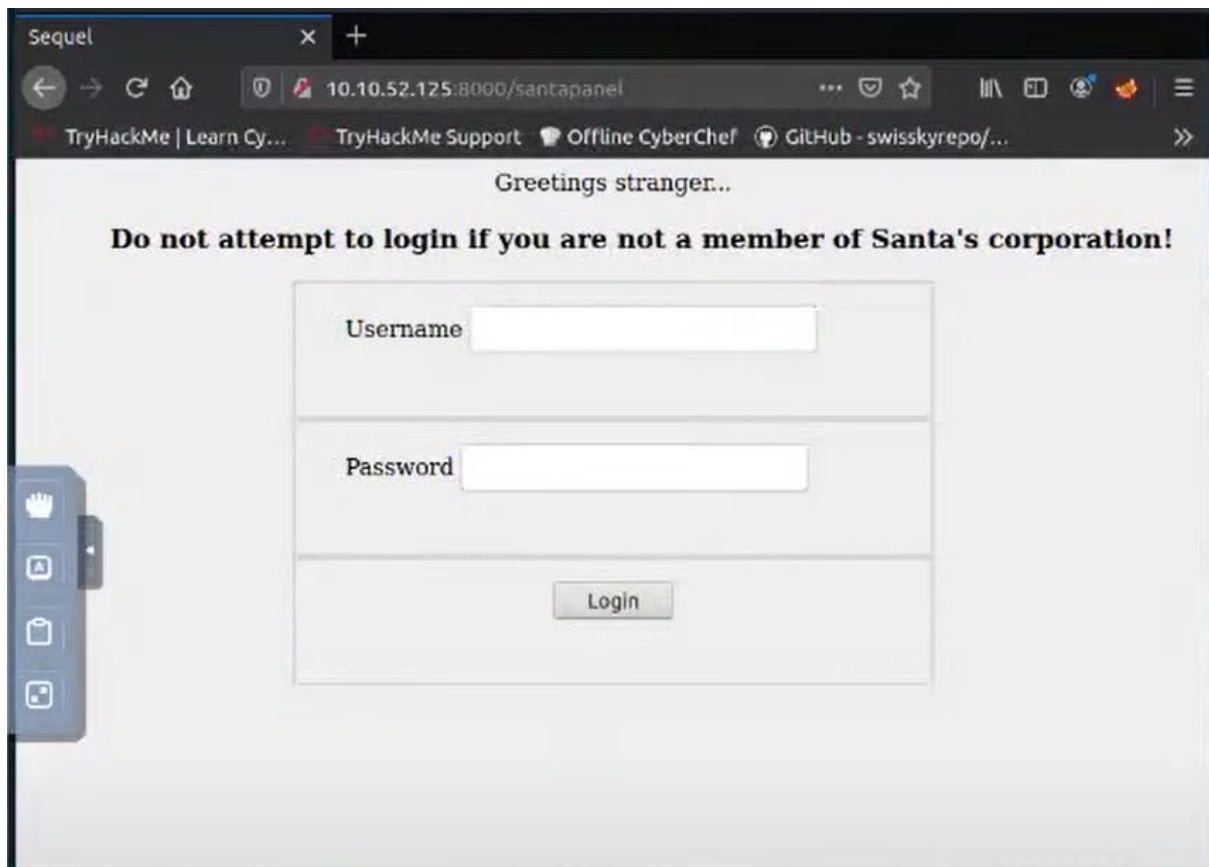 Sequel
10.10.52.125:8000/santapanel
TryHackMe | Learn Cy... TryHackMe Support Offline CyberChef GitHub - swisskyrepo/...
Greetings stranger...
Do not attempt to login if you are not a member of Santa's corporation!
Username
Password
A
Login